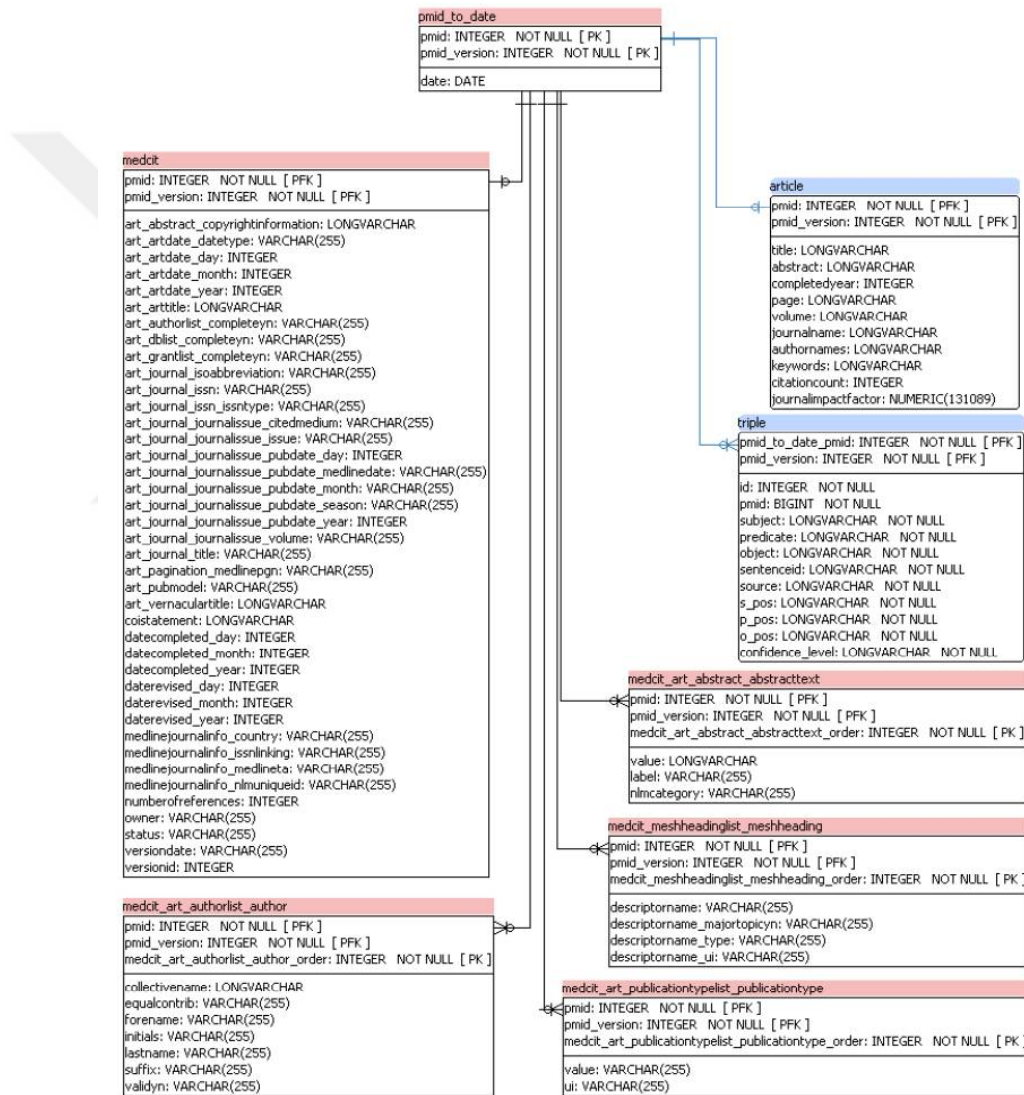 pmid_to_date
pmid: INTEGER NOT NULL [ PK ]
pmid_version: INTEGER NOT NULL [ PK ]
date: DATE
medcit
pmid: INTEGER NOT NULL [ PFK ]
pmid_version: INTEGER NOT NULL [ PFK ]
art_abstract_copyrightinformation: LONGVARCHAR
art_artdate_datetype: VARCHAR(255)
art_artdate_day: INTEGER
art_artdate_month: INTEGER
art_artdate_year: INTEGER
art_arttitle: LONGVARCHAR
art_authorlist_completeyn: VARCHAR(255)
art_dblist_completeyn: VARCHAR(255)
art_grantlist_completeyn: VARCHAR(255)
art_journal_isoabbreviation: VARCHAR(255)
art_journal_issn: VARCHAR(255)
art_journal_issn_issntype: VARCHAR(255)
art_journal_journalissue_citedmedium: VARCHAR(255)
art_journal_journalissue_issue: VARCHAR(255)
art_journal_journalissue_pubdate_day: INTEGER
art_journal_journalissue_pubdate_medlinedate: VARCHAR(255)
art_journal_journalissue_pubdate_month: VARCHAR(255)
art_journal_journalissue_pubdate_season: VARCHAR(255)
art_journal_journalissue_pubdate_year: INTEGER
art_journal_journalissue_volume: VARCHAR(255)
art_journal_title: VARCHAR(255)
art_pagination_medlinepgn: VARCHAR(255)
art_pubmodel: VARCHAR(255)
art_vernaculartitle: LONGVARCHAR
coistatement: LONGVARCHAR
datecompleted_day: INTEGER
datecompleted_month: INTEGER
datecompleted_year: INTEGER
daterevised_day: INTEGER
daterevised_month: INTEGER
daterevised_year: INTEGER
medlinejournalinfo_country: VARCHAR(255)
medlinejournalinfo_issnlinking: VARCHAR(255)
medlinejournalinfo_medlineta: VARCHAR(255)
medlinejournalinfo_nlmuniqueid: VARCHAR(255)
numberofreferences: INTEGER
owner: VARCHAR(255)
status: VARCHAR(255)
versiondate: VARCHAR(255)
versionid: INTEGER
medcit_art_authorlist_author
pmid: INTEGER NOT NULL [ PFK ]
pmid_version: INTEGER NOT NULL [ PFK ]
medcit_art_authorlist_author_order: INTEGER NOT NULL [ PK ]
collectivename: LONGVARCHAR
equalcontrib: VARCHAR(255)
forename: VARCHAR(255)
initials: VARCHAR(255)
lastname: VARCHAR(255)
suffix: VARCHAR(255)
validyn: VARCHAR(255)
article
pmid: INTEGER NOT NULL [ PFK ]
pmid_version: INTEGER NOT NULL [ PFK ]
title: LONGVARCHAR
abstract: LONGVARCHAR
completedyear: INTEGER
page: LONGVARCHAR
volume: LONGVARCHAR
journalname: LONGVARCHAR
authornames: LONGVARCHAR
keywords: LONGVARCHAR
citationcount: INTEGER
journalimpactfactor: NUMERIC(131089)
triple
pmid_to_date_pmid: INTEGER NOT NULL [ PFK ]
pmid_version: INTEGER NOT NULL [ PFK ]
id: INTEGER NOT NULL
pmid: BIGINT NOT NULL
subject: LONGVARCHAR NOT NULL
predicate: LONGVARCHAR NOT NULL
object: LONGVARCHAR NOT NULL
sentenceid: LONGVARCHAR NOT NULL
source: LONGVARCHAR NOT NULL
s_pos: LONGVARCHAR NOT NULL
p_pos: LONGVARCHAR NOT NULL
o_pos: LONGVARCHAR NOT NULL
confidence_level: LONGVARCHAR NOT NULL
medcit_art_abstract_abstracttext
pmid: INTEGER NOT NULL [ PFK ]
pmid_version: INTEGER NOT NULL [ PFK ]
medcit_art_abstract_abstracttext_order: INTEGER NOT NULL [ PK ]
value: LONGVARCHAR
label: VARCHAR(255)
nlmcategory: VARCHAR(255)
medcit_meshheadinglist_meshheading
pmid: INTEGER NOT NULL [ PFK ]
pmid_version: INTEGER NOT NULL [ PFK ]
medcit_meshheadinglist_meshheading_order: INTEGER NOT NULL [ PK ]
descriptorname: VARCHAR(255)
descriptorname_majortopicyn: VARCHAR(255)
descriptorname_type: VARCHAR(255)
descriptorname_ui: VARCHAR(255)
medcit_art_publicationtypelist_publicationtype
pmid: INTEGER NOT NULL [ PFK ]
pmid_version: INTEGER NOT NULL [ PFK ]
medcit_art_publicationtypelist_publicationtype_order: INTEGER NOT NULL [ PK ]
value: VARCHAR(255)
ui: VARCHAR(255)